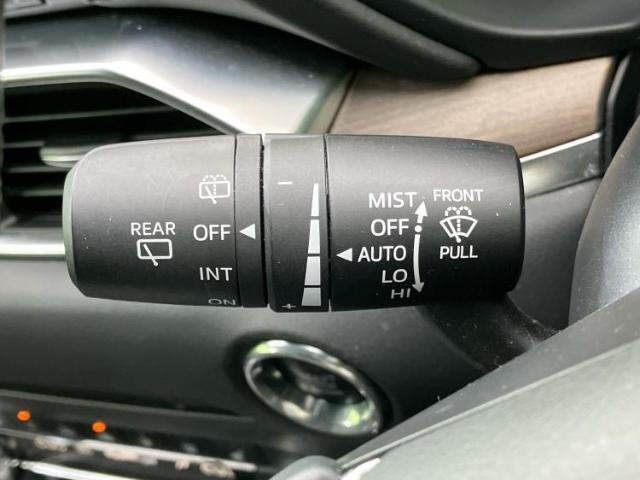 REAR
OFF
INT
ON
−
+
MIST
OFF
AUTO
LO
HI
FRONT
PULL